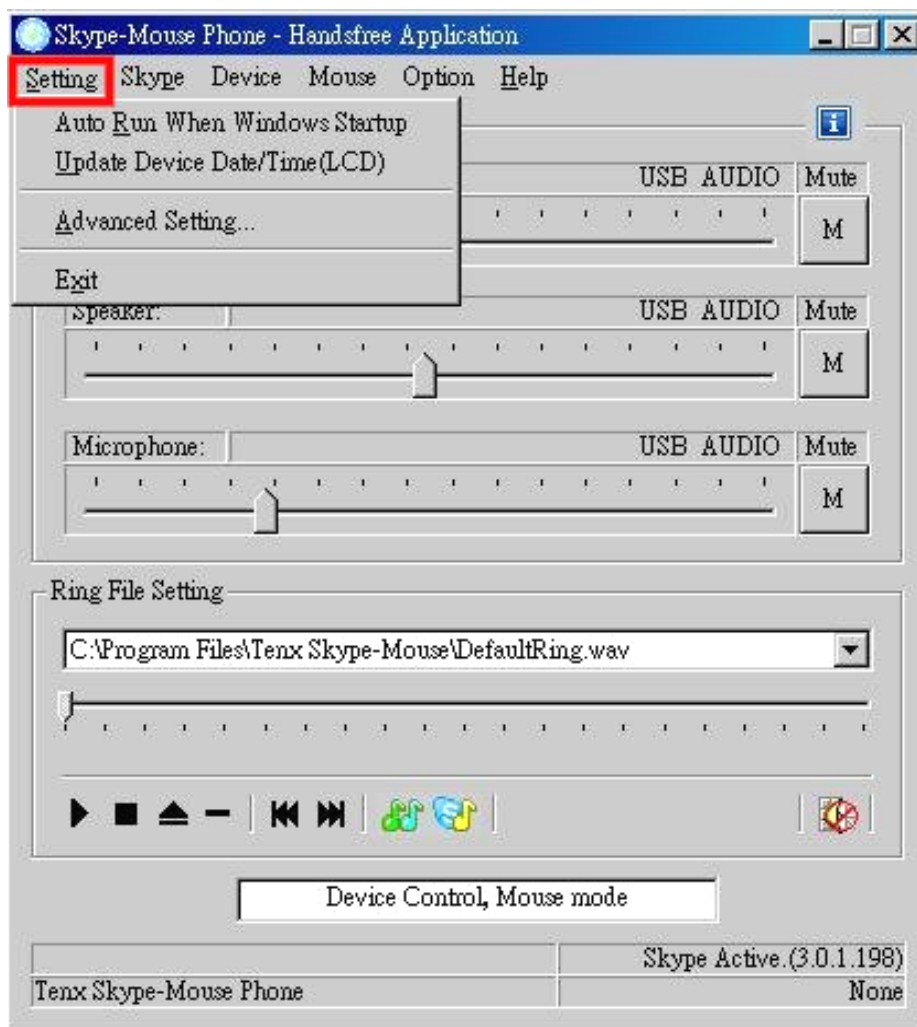 Skype-Mouse Phone - Handsfree Application
Setting Skype Device Mouse Option Help
Auto Run When Windows Startup
Update Device Date/Time(LCD)
Advanced Setting...
Exit
USB AUDIO Mute
M
Speaker: USB AUDIO Mute
M
Microphone: USB AUDIO Mute
M
Ring File Setting
C:\Program Files\Tenx Skype-Mouse\DefaultRing.wav
Device Control, Mouse mode
Skype Active.(3.0.1.198)
Tenx Skype-Mouse Phone None